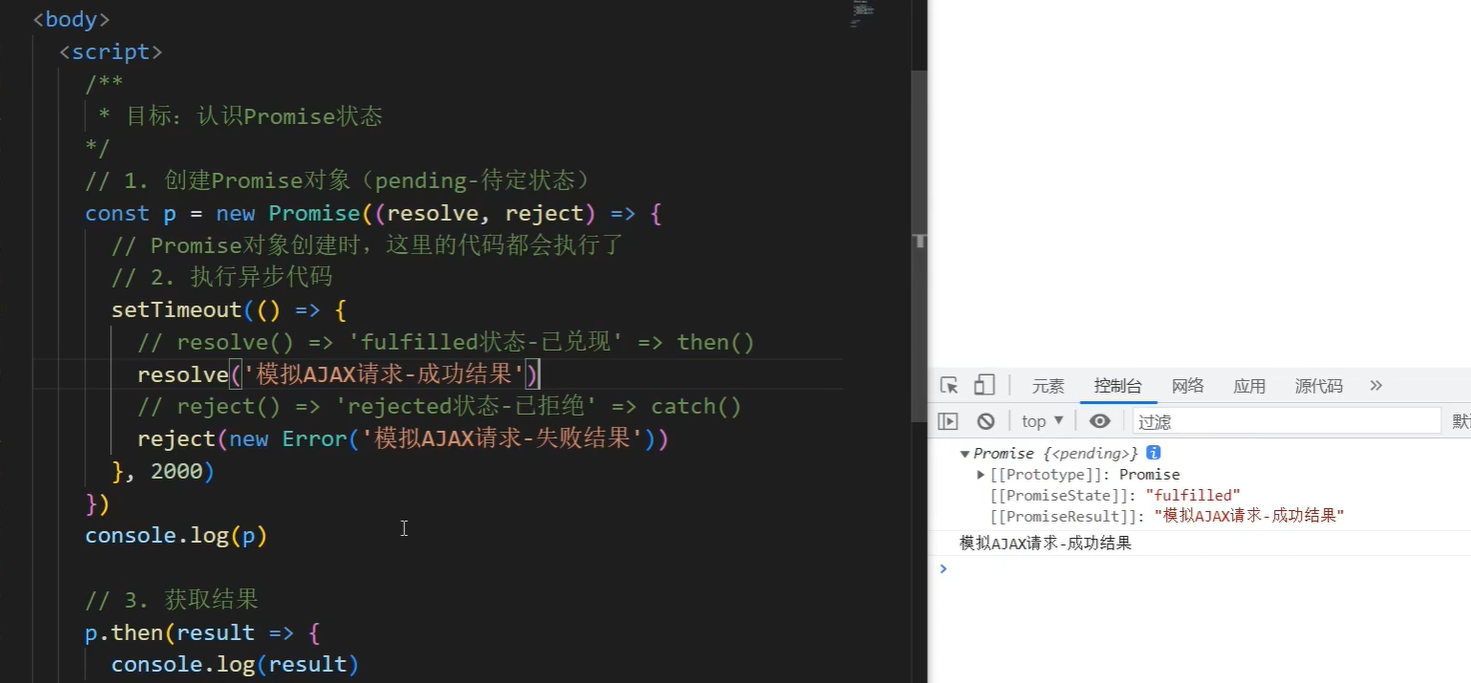 <body>
<script>
/**
* 目标：认识Promise状态
*/
// 1. 创建Promise对象（pending-待定状态）
const p = new Promise((resolve, reject) => {
// Promise对象创建时，这里的代码都会执行了
// 2. 执行异步代码
setTimeout(() => {
// resolve() => 'fulfilled状态-已兑现' => then()
resolve('模拟AJAX请求-成功结果')
// reject() => 'rejected状态-已拒绝' => catch()
reject(new Error('模拟AJAX请求-失败结果'))
}, 2000)
})
console.log(p)
// 3. 获取结果
p.then(result => {
console.log(result)
元素 控制台 网络 应用 源代码 »
top ▼ 过滤 默
▼Promise {<pending>} i
▶[[Prototype]]: Promise
[[PromiseState]]: "fulfilled"
[[PromiseResult]]: "模拟AJAX请求-成功结果"
模拟AJAX请求-成功结果
>